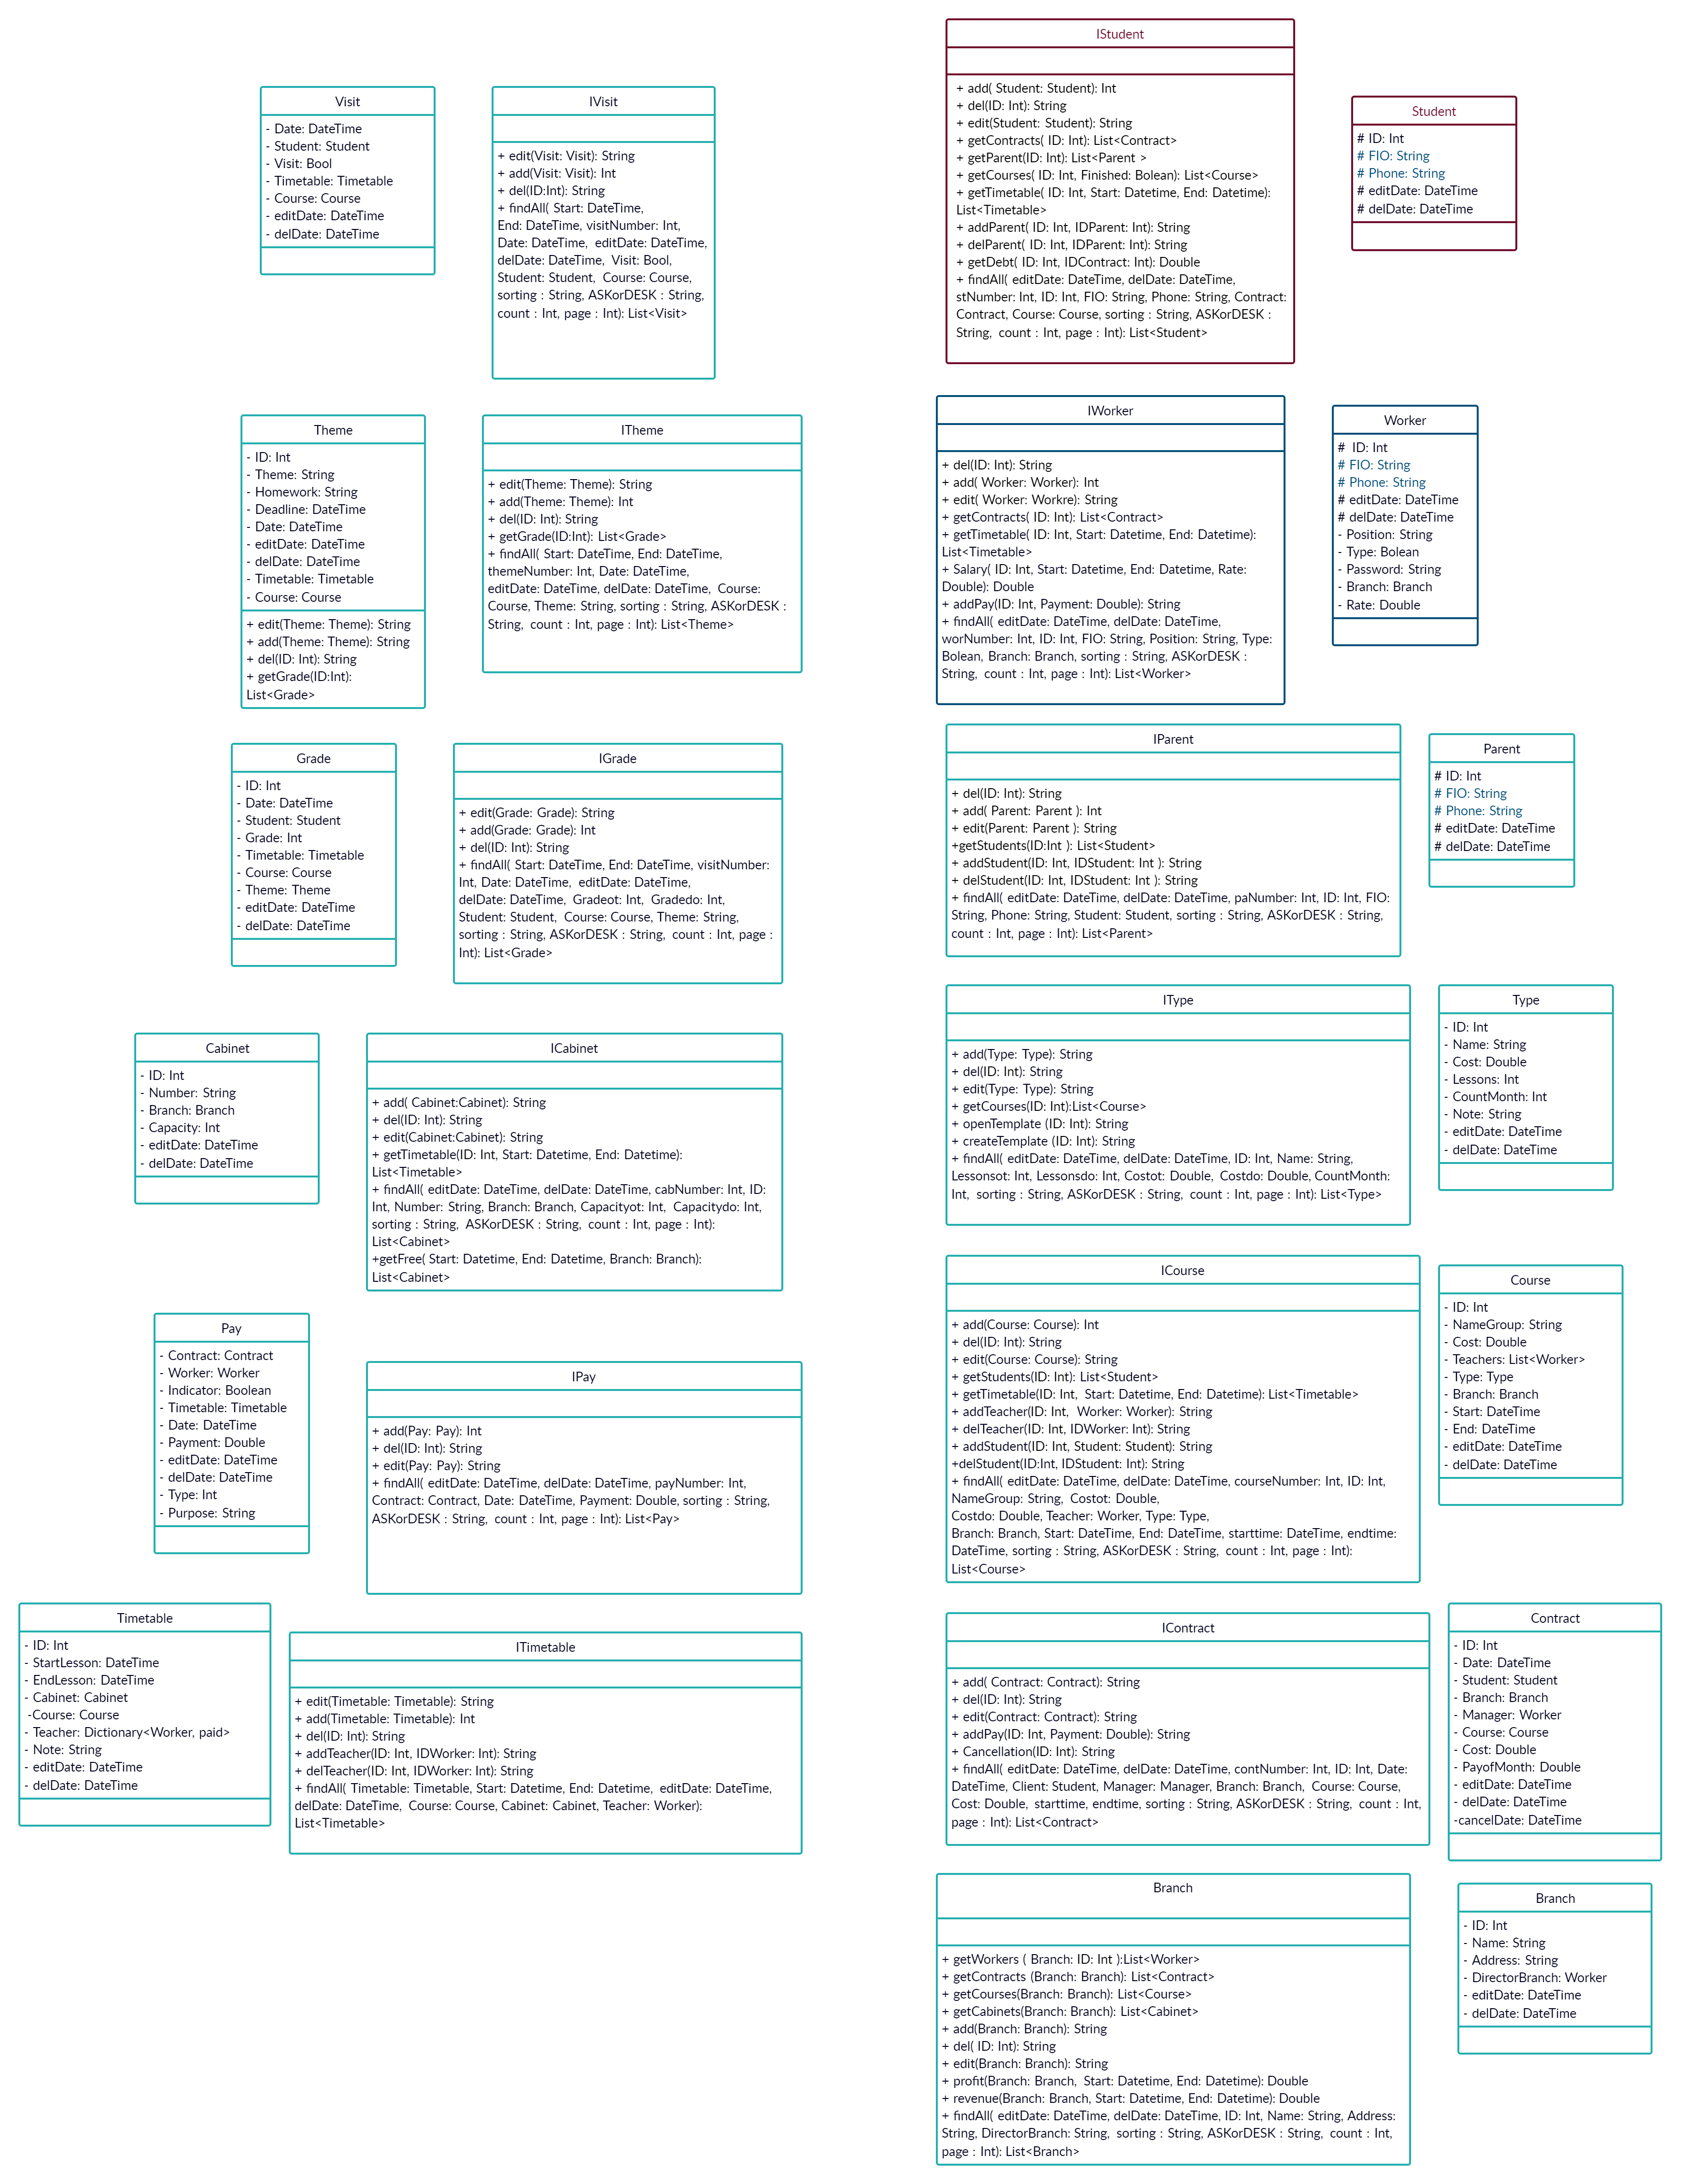 Visit
- Date: DateTime
- Student: Student
- Visit: Bool
- Timetable: Timetable
- Course: Course
- editDate: DateTime
- delDate: DateTime
IVisit
+ edit(Visit: Visit): String
+ add(Visit: Visit): Int
+ del(ID:Int): String
+ findAll( Start: DateTime,
End: DateTime, visitNumber: Int,
Date: DateTime, editDate: DateTime,
delDate: DateTime, Visit: Bool,
Student: Student, Course: Course,
sorting : String, ASKorDESK : String,
count : Int, page : Int): List<Visit>
IStudent
+ add( Student: Student): Int
+ del(ID: Int): String
+ edit(Student: Student): String
+ getContracts( ID: Int): List<Contract>
+ getParent(ID: Int): List<Parent >
+ getCourses( ID: Int, Finished: Bolean): List<Course>
+ getTimetable( ID: Int, Start: Datetime, End: Datetime):
List<Timetable>
+ addParent( ID: Int, IDParent: Int): String
+ delParent( ID: Int, IDParent: Int): String
+ getDebt( ID: Int, IDContract: Int): Double
+ findAll( editDate: DateTime, delDate: DateTime,
stNumber: Int, ID: Int, FIO: String, Phone: String, Contract:
Contract, Course: Course, sorting : String, ASKorDESK :
String, count : Int, page : Int): List<Student>
Student
# ID: Int
# FIO: String
# Phone: String
# editDate: DateTime
# delDate: DateTime
Theme
- ID: Int
- Theme: String
- Homework: String
- Deadline: DateTime
- Date: DateTime
- editDate: DateTime
- delDate: DateTime
- Timetable: Timetable
- Course: Course
+ edit(Theme: Theme): String
+ add(Theme: Theme): String
+ del(ID: Int): String
+ getGrade(ID:Int):
List<Grade>
ITheme
+ edit(Theme: Theme): String
+ add(Theme: Theme): Int
+ del(ID: Int): String
+ getGrade(ID:Int): List<Grade>
+ findAll( Start: DateTime, End: DateTime,
themeNumber: Int, Date: DateTime,
editDate: DateTime, delDate: DateTime, Course:
Course, Theme: String, sorting : String, ASKorDESK :
String, count : Int, page : Int): List<Theme>
IWorker
+ del(ID: Int): String
+ add( Worker: Worker): Int
+ edit( Worker: Workre): String
+ getContracts( ID: Int): List<Contract>
+ getTimetable( ID: Int, Start: Datetime, End: Datetime):
List<Timetable>
+ Salary( ID: Int, Start: Datetime, End: Datetime, Rate:
Double): Double
+ addPay(ID: Int, Payment: Double): String
+ findAll( editDate: DateTime, delDate: DateTime,
worNumber: Int, ID: Int, FIO: String, Position: String, Type:
Bolean, Branch: Branch, sorting : String, ASKorDESK :
String, count : Int, page : Int): List<Worker>
Worker
# ID: Int
# FIO: String
# Phone: String
# editDate: DateTime
# delDate: DateTime
- Position: String
- Type: Bolean
- Password: String
- Branch: Branch
- Rate: Double
Grade
- ID: Int
- Date: DateTime
- Student: Student
- Grade: Int
- Timetable: Timetable
- Course: Course
- Theme: Theme
- editDate: DateTime
- delDate: DateTime
IGrade
+ edit(Grade: Grade): String
+ add(Grade: Grade): Int
+ del(ID: Int): String
+ findAll( Start: DateTime, End: DateTime, visitNumber:
Int, Date: DateTime, editDate: DateTime,
delDate: DateTime, Gradeot: Int, Gradedo: Int,
Student: Student, Course: Course, Theme: String,
sorting : String, ASKorDESK : String, count : Int, page :
Int): List<Grade>
IParent
+ del(ID: Int): String
+ add( Parent: Parent ): Int
+ edit(Parent: Parent ): String
+getStudents(ID:Int ): List<Student>
+ addStudent(ID: Int, IDStudent: Int ): String
+ delStudent(ID: Int, IDStudent: Int ): String
+ findAll( editDate: DateTime, delDate: DateTime, paNumber: Int, ID: Int, FIO:
String, Phone: String, Student: Student, sorting : String, ASKorDESK : String,
count : Int, page : Int): List<Parent>
Parent
# ID: Int
# FIO: String
# Phone: String
# editDate: DateTime
# delDate: DateTime
Cabinet
- ID: Int
- Number: String
- Branch: Branch
- Capacity: Int
- editDate: DateTime
- delDate: DateTime
ICabinet
+ add( Cabinet:Cabinet): String
+ del(ID: Int): String
+ edit(Cabinet:Cabinet): String
+ getTimetable(ID: Int, Start: Datetime, End: Datetime):
List<Timetable>
+ findAll( editDate: DateTime, delDate: DateTime, cabNumber: Int, ID:
Int, Number: String, Branch: Branch, Capacityot: Int, Capacitydo: Int,
sorting : String, ASKorDESK : String, count : Int, page : Int):
List<Cabinet>
+getFree( Start: Datetime, End: Datetime, Branch: Branch):
List<Cabinet>
IType
+ add(Type: Type): String
+ del(ID: Int): String
+ edit(Type: Type): String
+ getCourses(ID: Int):List<Course>
+ openTemplate (ID: Int): String
+ createTemplate (ID: Int): String
+ findAll( editDate: DateTime, delDate: DateTime, ID: Int, Name: String,
Lessonsot: Int, Lessonsdo: Int, Costot: Double, Costdo: Double, CountMonth:
Int, sorting : String, ASKorDESK : String, count : Int, page : Int): List<Type>
Type
- ID: Int
- Name: String
- Cost: Double
- Lessons: Int
- CountMonth: Int
- Note: String
- editDate: DateTime
- delDate: DateTime
Pay
- Contract: Contract
- Worker: Worker
- Indicator: Boolean
- Timetable: Timetable
- Date: DateTime
- Payment: Double
- editDate: DateTime
- delDate: DateTime
- Type: Int
- Purpose: String
IPay
+ add(Pay: Pay): Int
+ del(ID: Int): String
+ edit(Pay: Pay): String
+ findAll( editDate: DateTime, delDate: DateTime, payNumber: Int,
Contract: Contract, Date: DateTime, Payment: Double, sorting : String,
ASKorDESK : String, count : Int, page : Int): List<Pay>
ICourse
+ add(Course: Course): Int
+ del(ID: Int): String
+ edit(Course: Course): String
+ getStudents(ID: Int): List<Student>
+ getTimetable(ID: Int, Start: Datetime, End: Datetime): List<Timetable>
+ addTeacher(ID: Int, Worker: Worker): String
+ delTeacher(ID: Int, IDWorker: Int): String
+ addStudent(ID: Int, Student: Student): String
+delStudent(ID:Int, IDStudent: Int): String
+ findAll( editDate: DateTime, delDate: DateTime, courseNumber: Int, ID: Int,
NameGroup: String, Costot: Double,
Costdo: Double, Teacher: Worker, Type: Type,
Branch: Branch, Start: DateTime, End: DateTime, starttime: DateTime, endtime:
DateTime, sorting : String, ASKorDESK : String, count : Int, page : Int):
List<Course>
Course
- ID: Int
- NameGroup: String
- Cost: Double
- Teachers: List<Worker>
- Type: Type
- Branch: Branch
- Start: DateTime
- End: DateTime
- editDate: DateTime
- delDate: DateTime
Timetable
- ID: Int
- StartLesson: DateTime
- EndLesson: DateTime
- Cabinet: Cabinet
-Course: Course
- Teacher: Dictionary<Worker, paid>
- Note: String
- editDate: DateTime
- delDate: DateTime
ITimetable
+ edit(Timetable: Timetable): String
+ add(Timetable: Timetable): Int
+ del(ID: Int): String
+ addTeacher(ID: Int, IDWorker: Int): String
+ delTeacher(ID: Int, IDWorker: Int): String
+ findAll( Timetable: Timetable, Start: Datetime, End: Datetime, editDate: DateTime,
delDate: DateTime, Course: Course, Cabinet: Cabinet, Teacher: Worker):
List<Timetable>
IContract
+ add( Contract: Contract): String
+ del(ID: Int): String
+ edit(Contract: Contract): String
+ addPay(ID: Int, Payment: Double): String
+ Cancellation(ID: Int): String
+ findAll( editDate: DateTime, delDate: DateTime, contNumber: Int, ID: Int, Date:
DateTime, Client: Student, Manager: Manager, Branch: Branch, Course: Course,
Cost: Double, starttime, endtime, sorting : String, ASKorDESK : String, count : Int,
page : Int): List<Contract>
Contract
- ID: Int
- Date: DateTime
- Student: Student
- Branch: Branch
- Manager: Worker
- Course: Course
- Cost: Double
- PayofMonth: Double
- editDate: DateTime
- delDate: DateTime
-cancelDate: DateTime
Branch
+ getWorkers ( Branch: ID: Int ):List<Worker>
+ getContracts (Branch: Branch): List<Contract>
+ getCourses(Branch: Branch): List<Course>
+ getCabinets(Branch: Branch): List<Cabinet>
+ add(Branch: Branch): String
+ del( ID: Int): String
+ edit(Branch: Branch): String
+ profit(Branch: Branch, Start: Datetime, End: Datetime): Double
+ revenue(Branch: Branch, Start: Datetime, End: Datetime): Double
+ findAll( editDate: DateTime, delDate: DateTime, ID: Int, Name: String, Address:
String, DirectorBranch: String, sorting : String, ASKorDESK : String, count : Int,
page : Int): List<Branch>
Branch
- ID: Int
- Name: String
- Address: String
- DirectorBranch: Worker
- editDate: DateTime
- delDate: DateTime